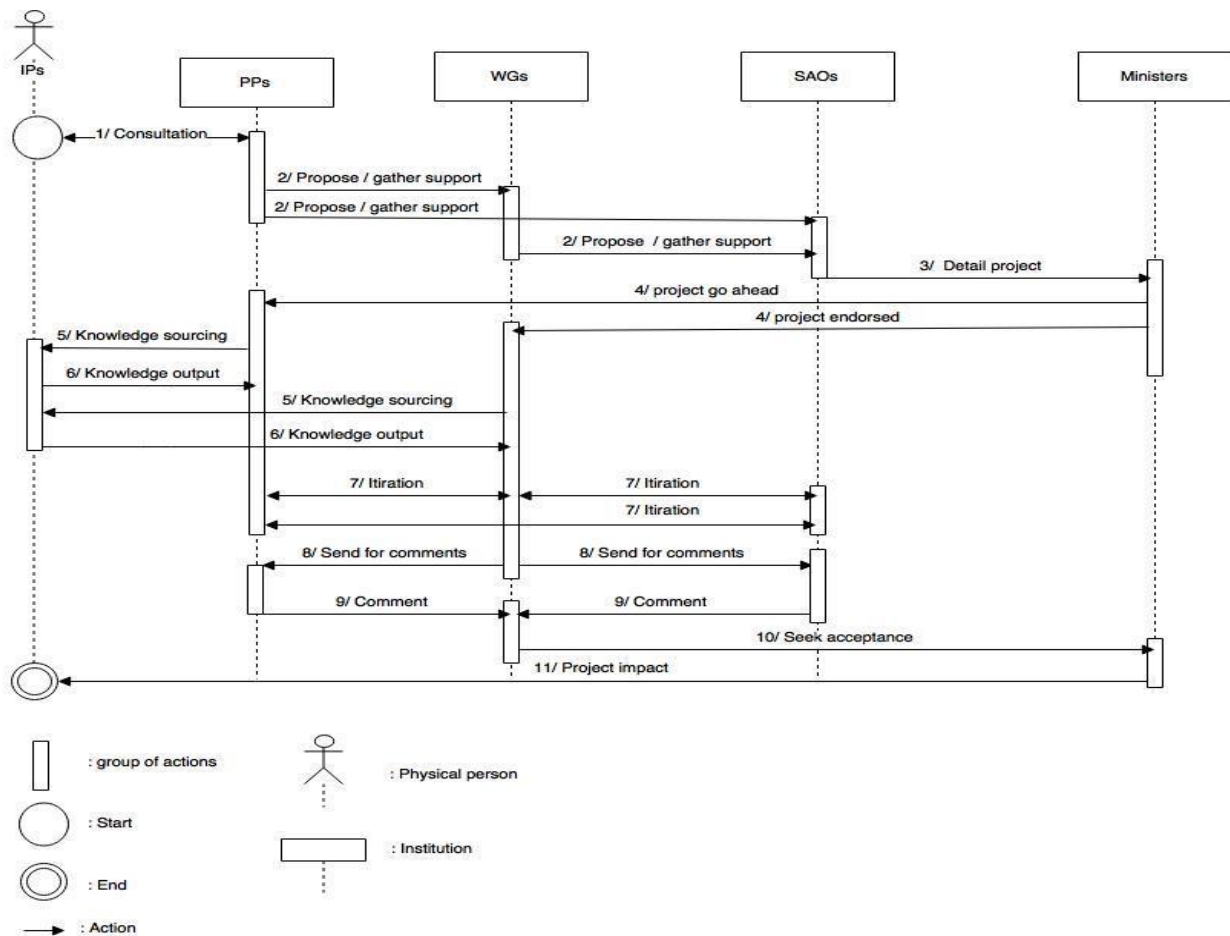 IPs
PPs
WGs
SAOs
Ministers
1/ Consultation
2/ Propose / gather support
2/ Propose / gather support
2/ Propose / gather support
3/ Detail project
4/ project go ahead
4/ project endorsed
5/ Knowledge sourcing
6/ Knowledge output
5/ Knowledge sourcing
6/ Knowledge output
7/ Itiration
7/ Itiration
7/ Itiration
8/ Send for comments
8/ Send for comments
9/ Comment
9/ Comment
10/ Seek acceptance
11/ Project impact
: group of actions
: Physical person
: Start
: Institution
: End
: Action